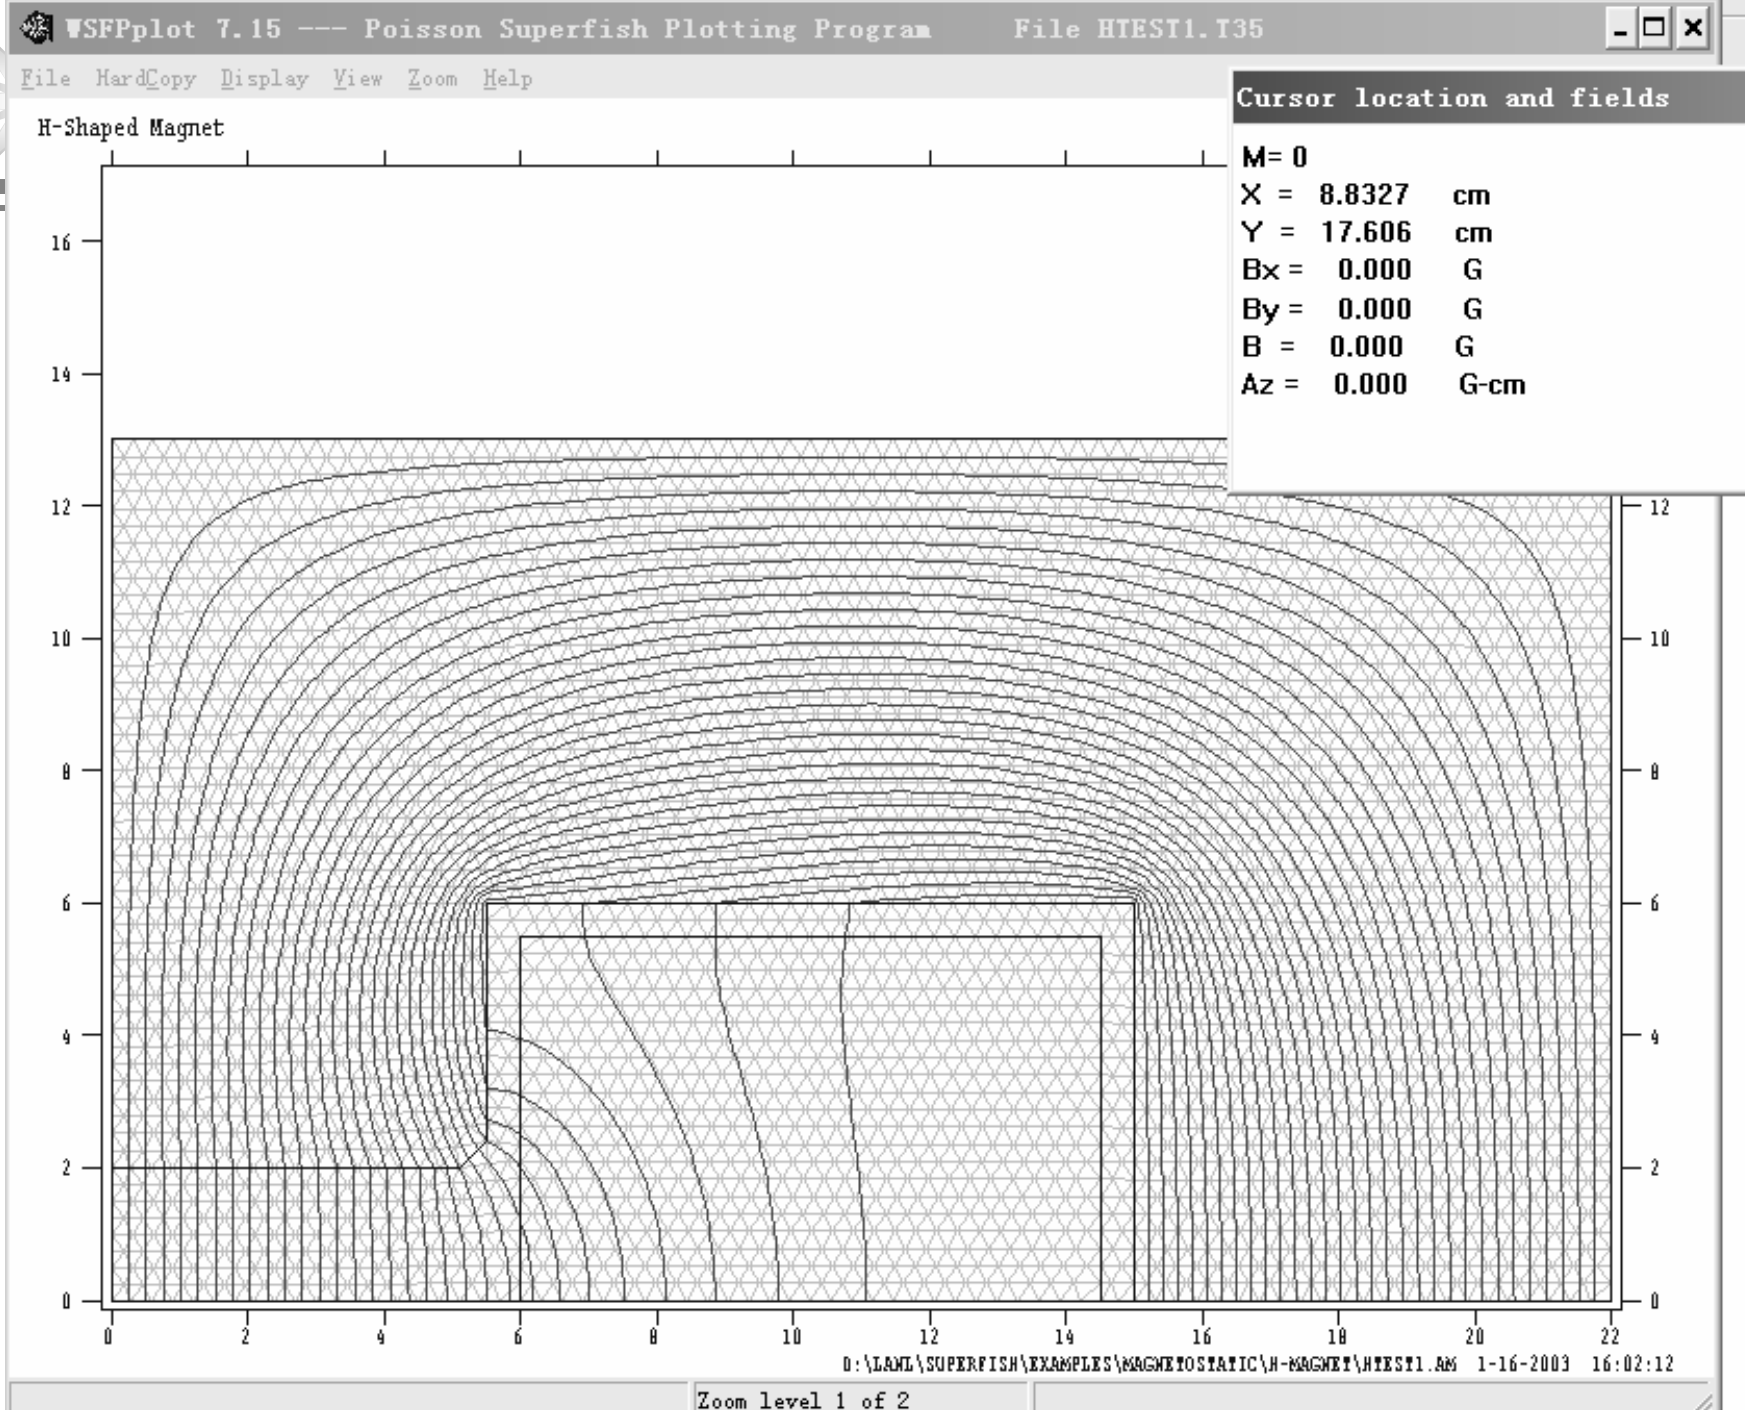 WSFPplot 7.15 --- Poisson Superfish Plotting Program File HTEST1.T35
File HardCopy Display View Zoom Help
Cursor location and fields
H-Shaped Magnet
M= 0
X = 8.8327 cm
Y = 17.606 cm
Bx = 0.000 G
By = 0.000 G
B = 0.000 G
Az = 0.000 G-cm
16
14
12 12
10 10
8 8
6 6
4 4
2 2
0 0
0 2 4 6 8 10 12 14 16 18 20 22
D:\LANL\SUPERFISH\EXAMPLES\MAGNETOSTATIC\H-MAGNET\HTEST1.AM 1-16-2003 16:02:12
Zoom level 1 of 2